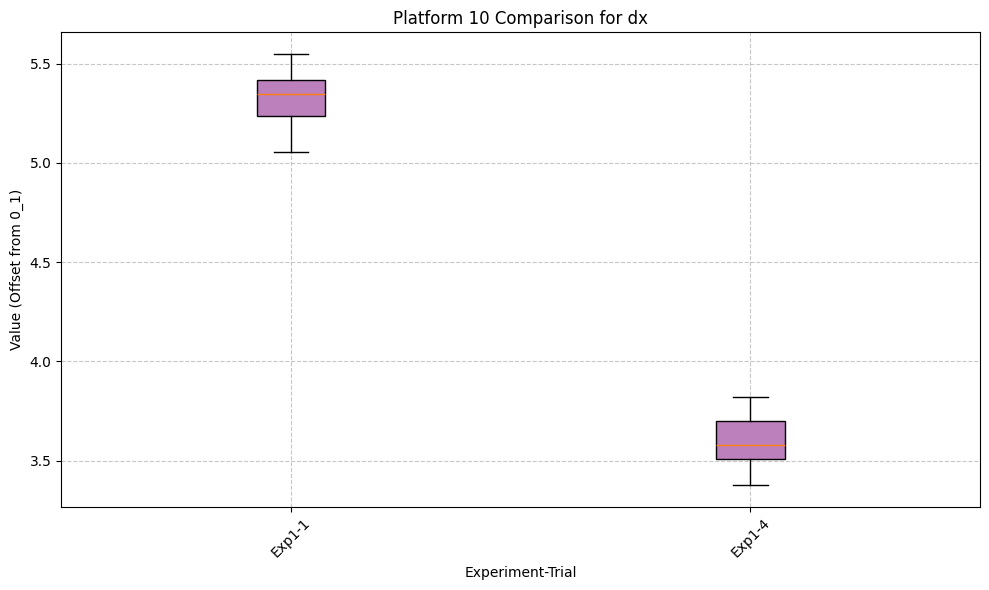 Platform 10 Comparison for dx
Value (Offset from 0_1)
5.5
5.0
4.5
4.0
3.5
Exp1-1
Exp1-4
Experiment-Trial